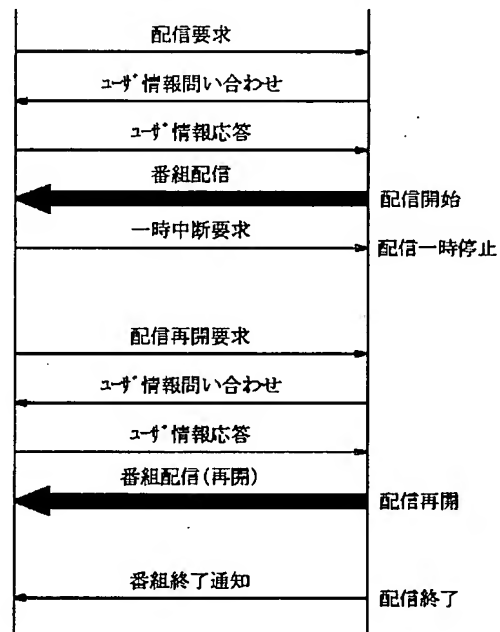 配信要求
ユーザ情報問い合わせ
ユーザ情報応答
番組配信
配信開始
一時中断要求
配信一時停止
配信再開要求
ユーザ情報問い合わせ
ユーザ情報応答
番組配信(再開)
配信再開
番組終了通知
配信終了